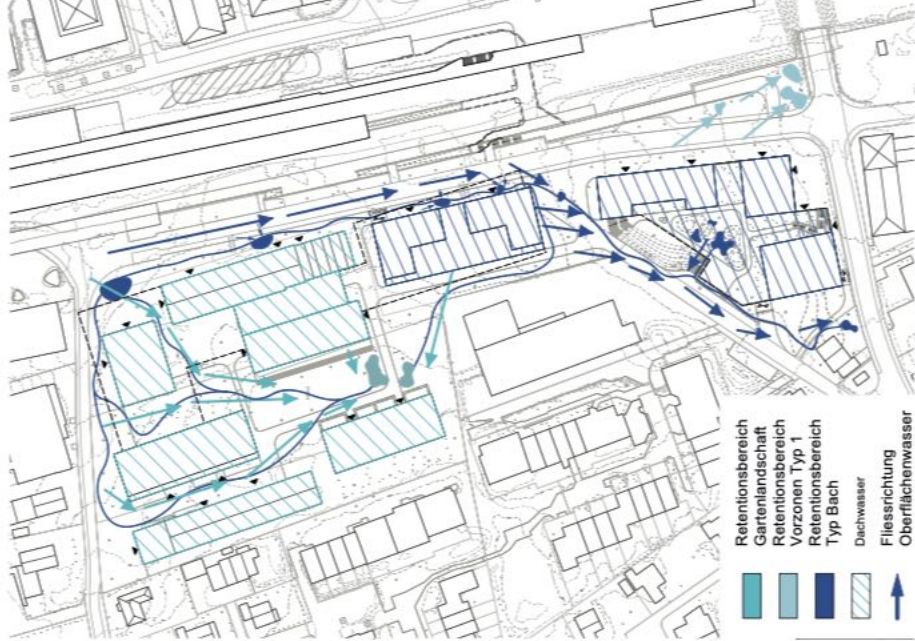 Retentionsbereich
Gartenlandschaft
Retentionsbereich
Vorzonen Typ 1
Retentionsbereich
Typ Bach
Dachwasser
Fliessrichtung
Oberflächenwasser